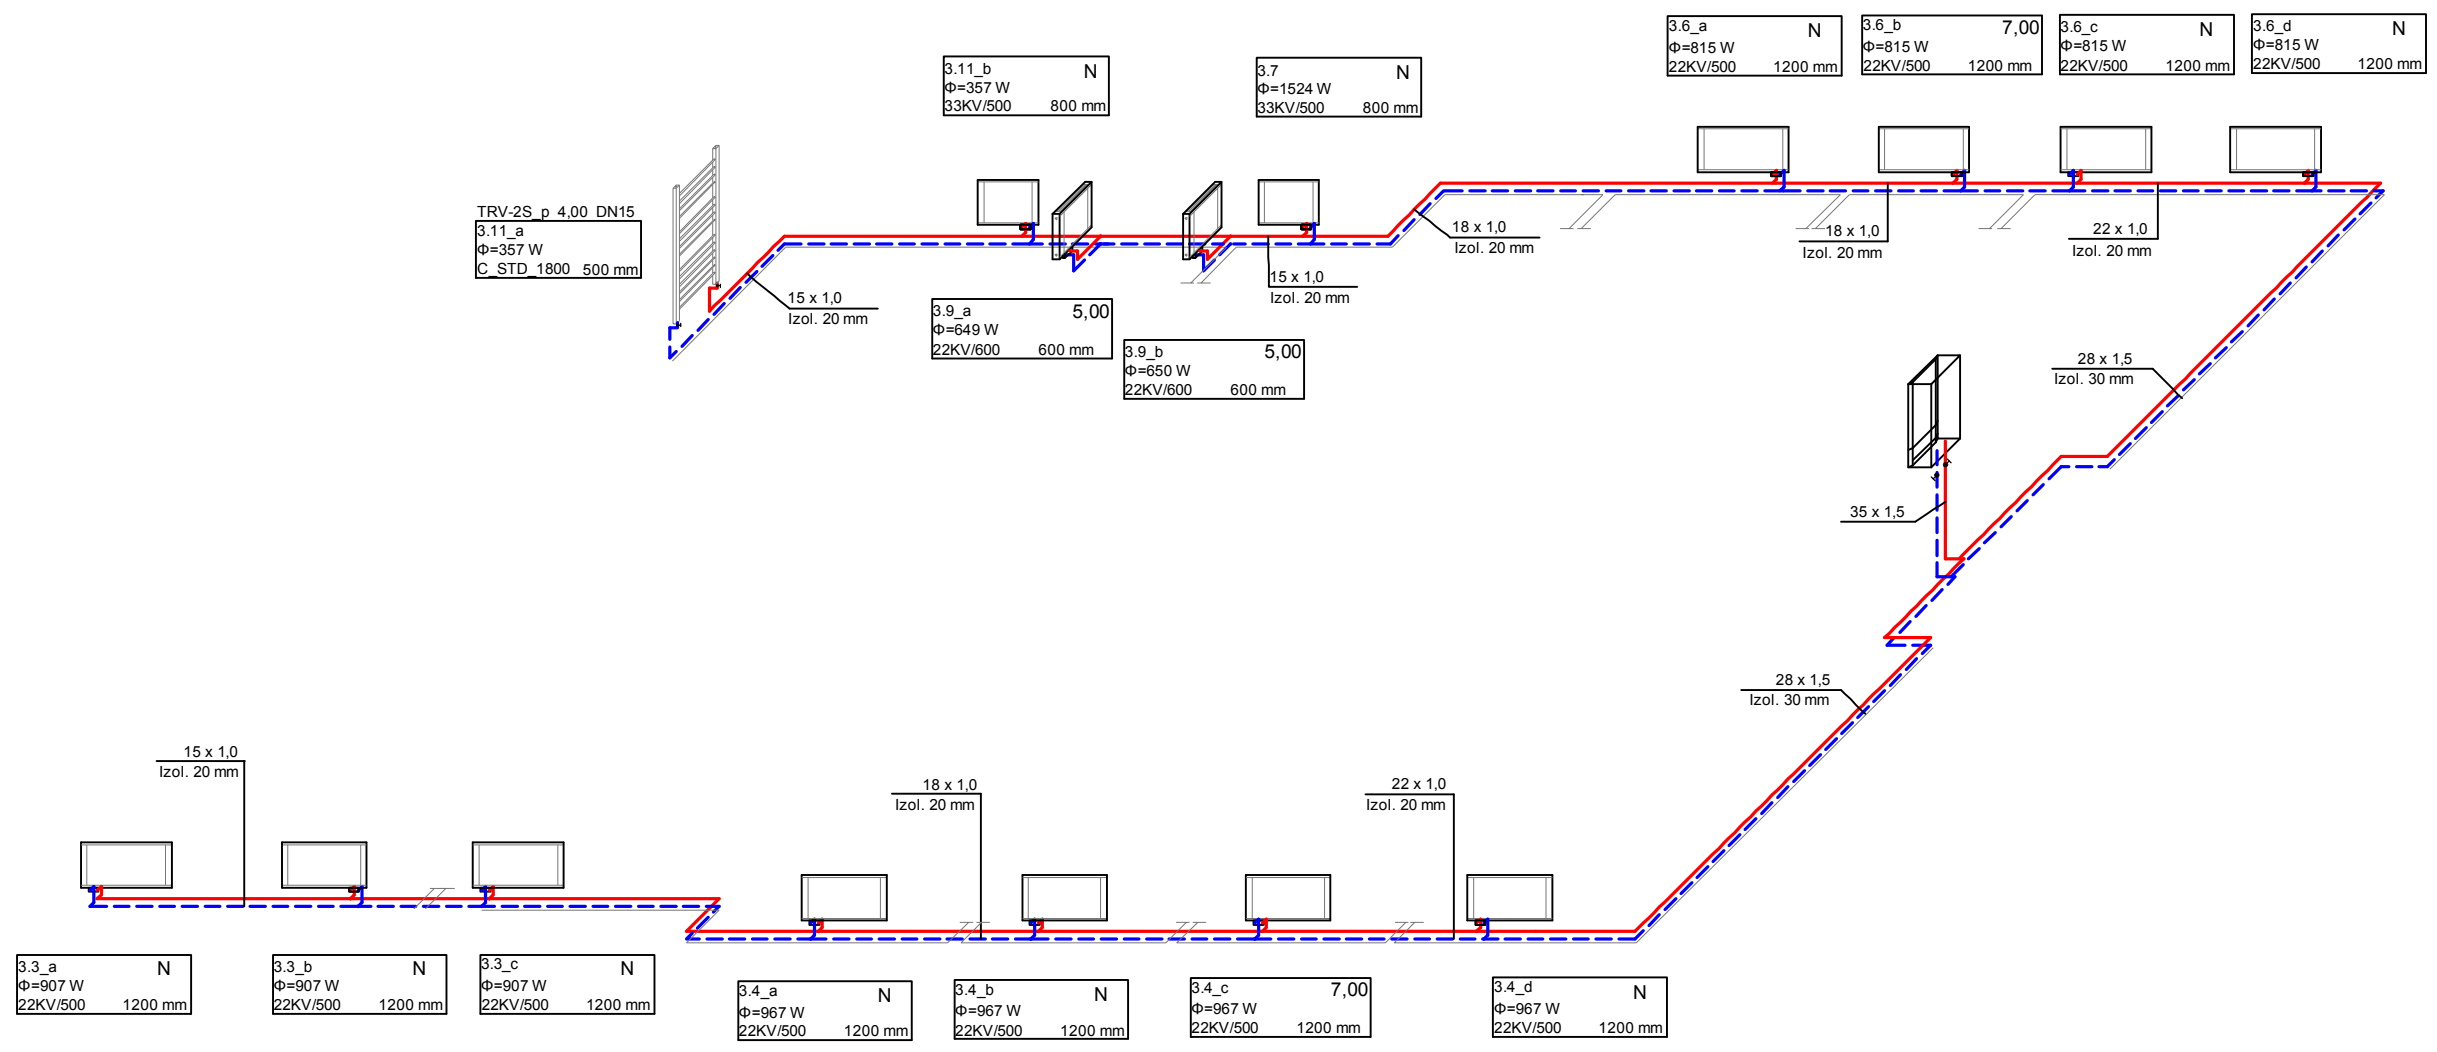 3.6_a N
Φ=815 W
22KV/500 1200 mm
3.6_b 7,00
Φ=815 W
22KV/500 1200 mm
3.6_c N
Φ=815 W
22KV/500 1200 mm
3.6_d N
Φ=815 W
22KV/500 1200 mm
3.11_b N
Φ=357 W
33KV/500 800 mm
3.7 N
Φ=1524 W
33KV/500 800 mm
TRV-2S_p 4,00 DN15
3.11_a
Φ=357 W
C_STD_1800 500 mm
18 x 1,0
Izol. 20 mm
18 x 1,0
Izol. 20 mm
22 x 1,0
Izol. 20 mm
15 x 1,0
Izol. 20 mm
15 x 1,0
Izol. 20 mm
3.9_a 5,00
Φ=649 W
22KV/600 600 mm
3.9_b 5,00
Φ=650 W
22KV/600 600 mm
28 x 1,5
Izol. 30 mm
35 x 1,5
28 x 1,5
Izol. 30 mm
15 x 1,0
Izol. 20 mm
18 x 1,0
Izol. 20 mm
22 x 1,0
Izol. 20 mm
3.3_a N
Φ=907 W
22KV/500 1200 mm
3.3_b N
Φ=907 W
22KV/500 1200 mm
3.3_c N
Φ=907 W
22KV/500 1200 mm
3.4_a N
Φ=967 W
22KV/500 1200 mm
3.4_b N
Φ=967 W
22KV/500 1200 mm
3.4_c 7,00
Φ=967 W
22KV/500 1200 mm
3.4_d N
Φ=967 W
22KV/500 1200 mm